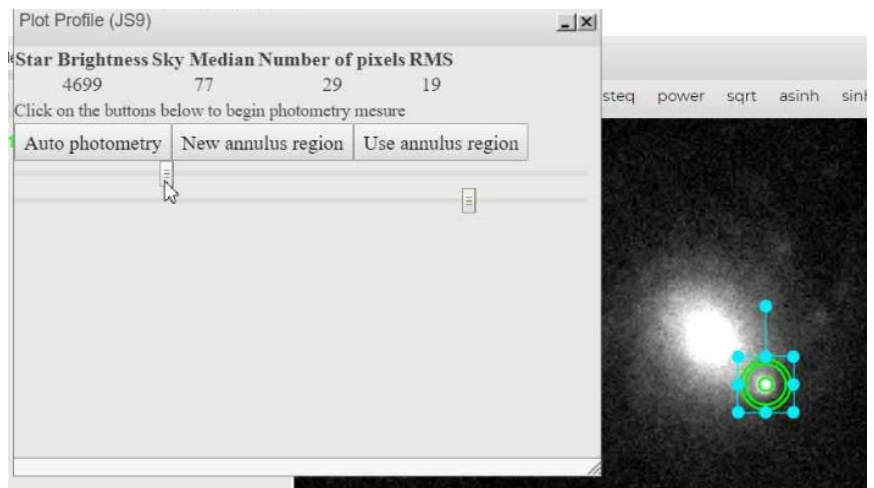 Plot Profile (JS9)
Star Brightness Sky Median Number of pixels RMS
4699 77 29 19
steq power sqrt asinh sinh
Click on the buttons below to begin photometry mesure
Auto photometry New annulus region Use annulus region